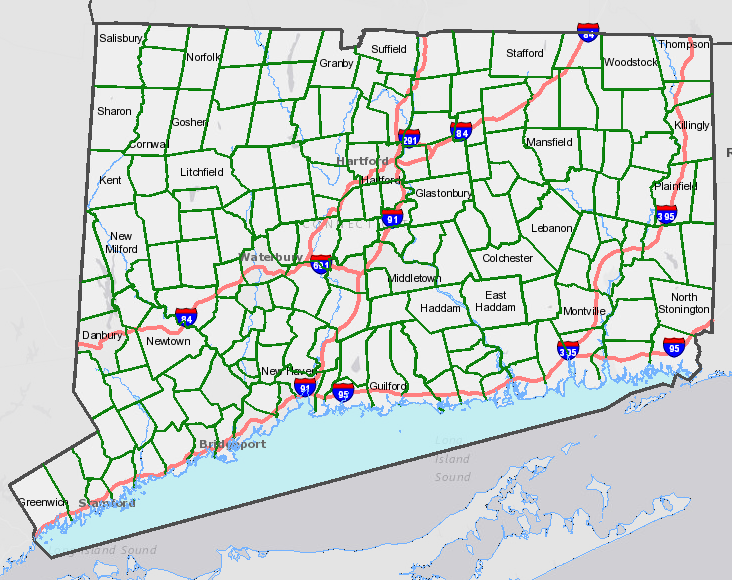 84
Salisbury
Suffield
Thompson
Stafford
Norfolk
Granby
Woodstock
Sharon
Gosher
Killingly
84
291
Cornwall
Mansfield
Hartford
Litchfield
Kent
Hartford
Plainfield
Glastonbury
91
395
CONNECT
Lebanon
New
Milford
Waterbury
691
Colchester
Middletown
East
Haddam
Haddam
North
Stonington
Montville
84
Danbury
Newtown
395
95
New Haven
91
95
Guilford
Bridgeport
Long
Island
Sound
Greenwich
Stamford
Island Sound